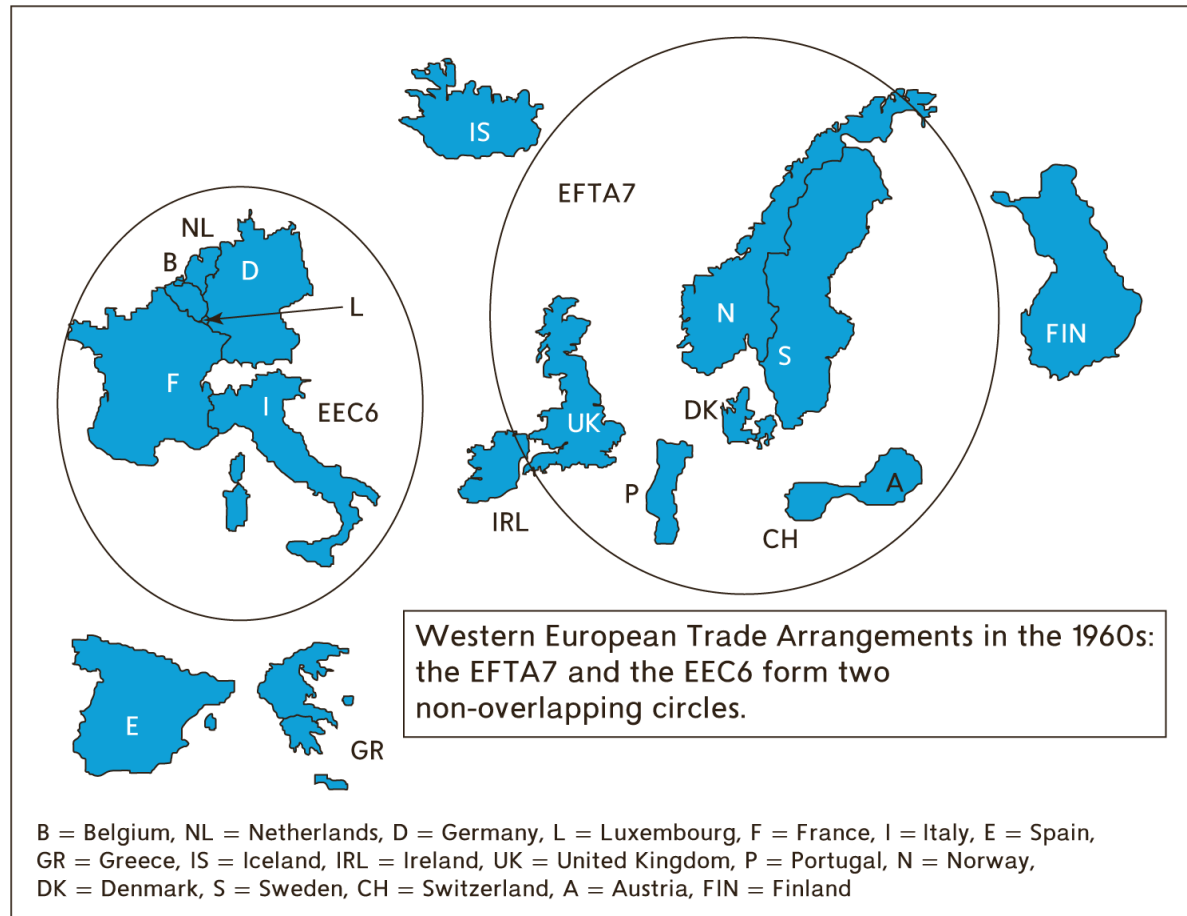 IS
EFTA7
NL
B
D
L
N
FIN
S
F
I
EEC6
DK
UK
P
A
IRL
CH
Western European Trade Arrangements in the 1960s:
the EFTA7 and the EEC6 form two
non-overlapping circles.
E
GR
B = Belgium, NL = Netherlands, D = Germany, L = Luxembourg, F = France, I = Italy, E = Spain,
GR = Greece, IS = Iceland, IRL = Ireland, UK = United Kingdom, P = Portugal, N = Norway,
DK = Denmark, S = Sweden, CH = Switzerland, A = Austria, FIN = Finland